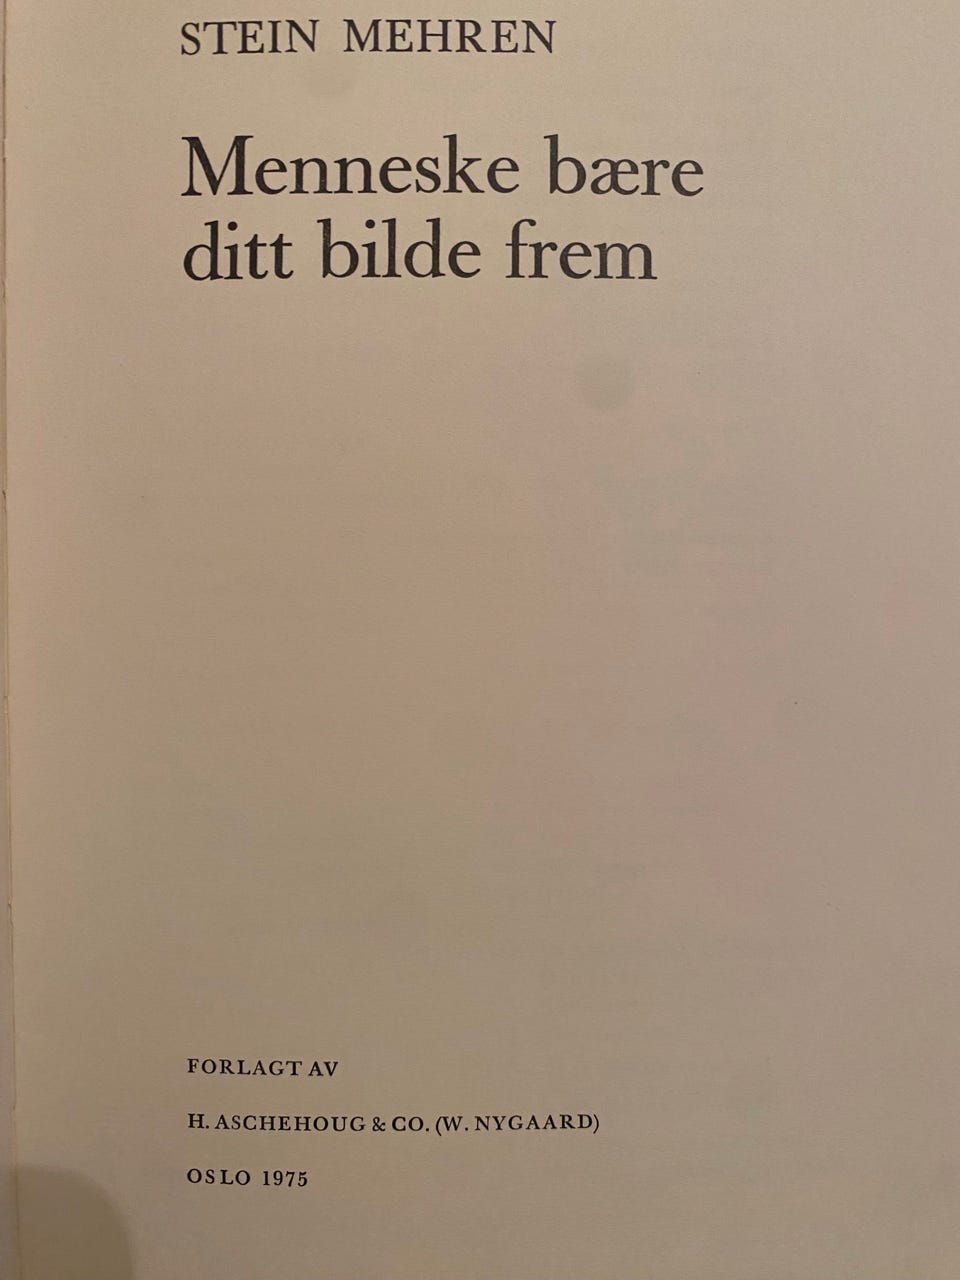 STEIN MEHREN
Menneske bære
ditt bilde frem
FORLAGT AV
H. ASCHEHOUG & CO. (W. NYGAARD)
OSLO 1975